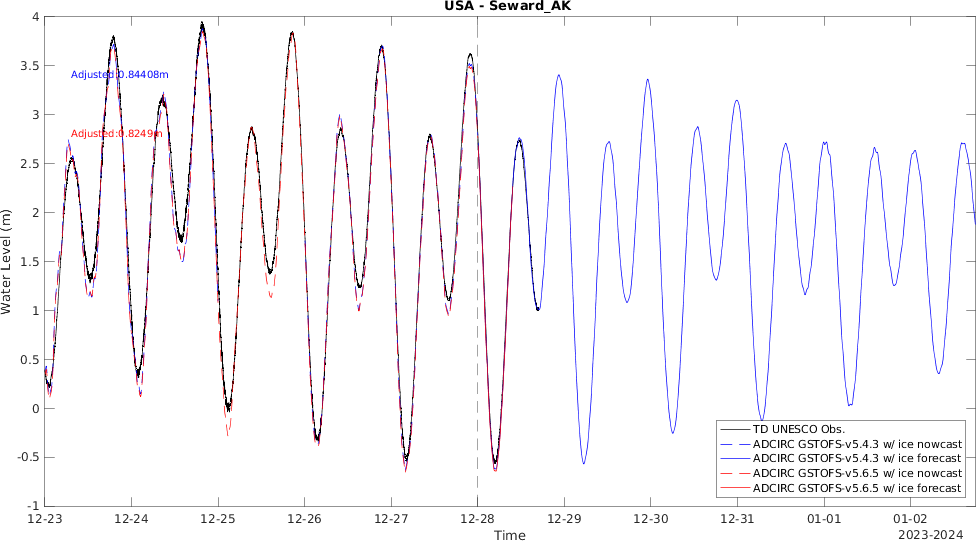 USA - Seward_AK
4
3.5
3
2.5
2
1.5
1
0.5
0
-0.5
-1
Water Level (m)
Adjusted:0.84408m
Adjusted:0.8249m
TD UNESCO Obs.
ADCIRC GSTOFS-v5.4.3 w/ ice nowcast
ADCIRC GSTOFS-v5.4.3 w/ ice forecast
ADCIRC GSTOFS-v5.6.5 w/ ice nowcast
ADCIRC GSTOFS-v5.6.5 w/ ice forecast
12-23 12-24 12-25 12-26 12-27 12-28 12-29 12-30 12-31 01-01 01-02
Time
2023-2024